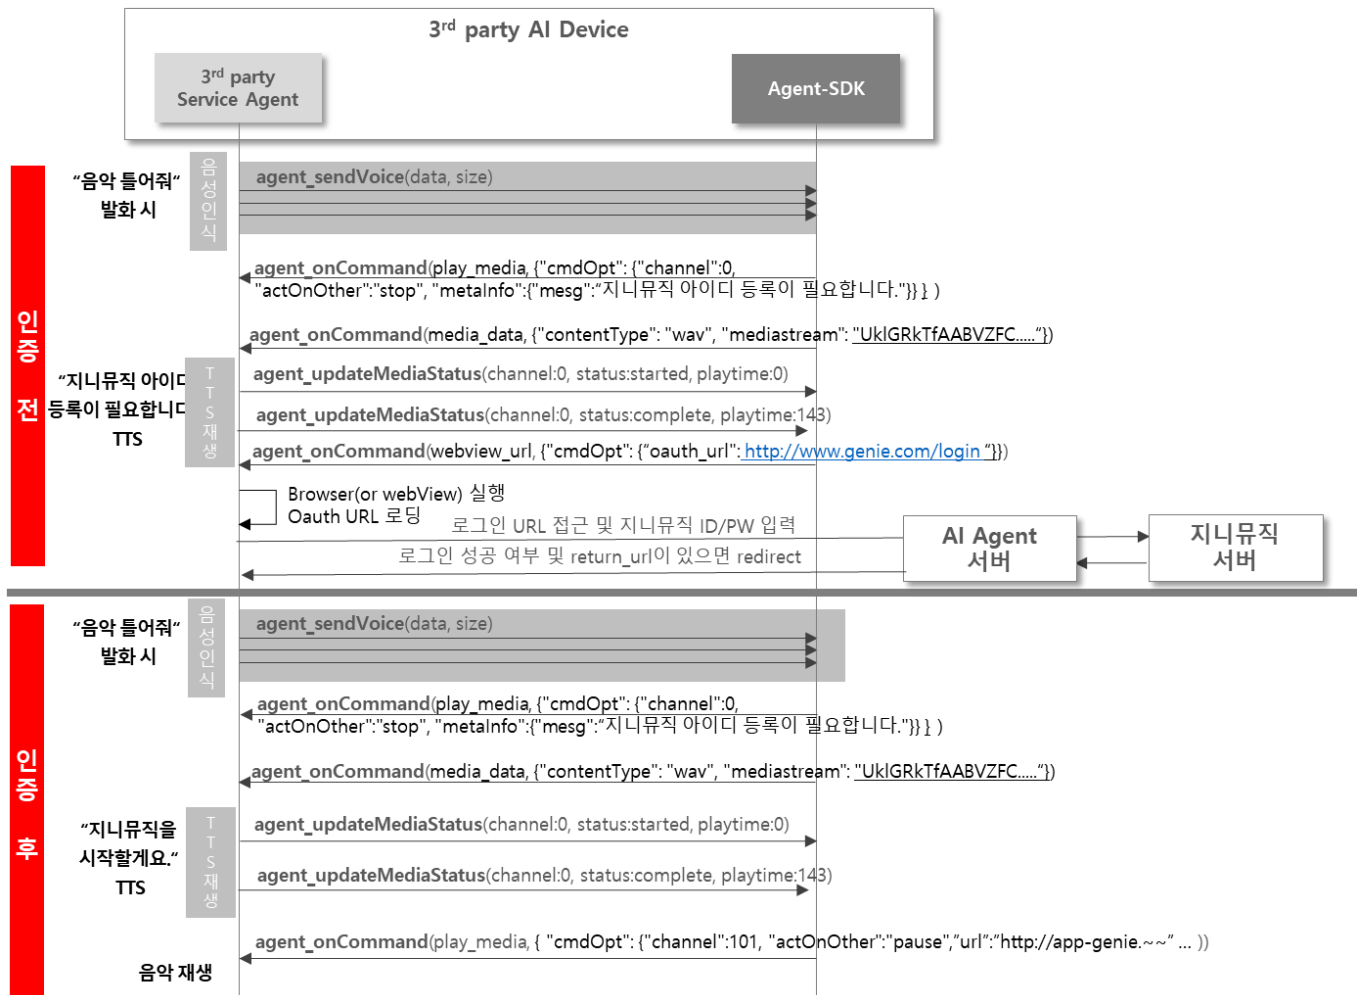 3rd party AI Device
3rd party
Service Agent
Agent-SDK
인증 전
"음악 틀어줘"
발화 시
음성인식
agent_sendVoice(data, size)
agent_onCommand(play_media, {"cmdOpt": {"channel":0,
"actOnOther":"stop", "metaInfo":{"mesg":"지니뮤직 아이디 등록이 필요합니다."}} } )
agent_onCommand(media_data, {"contentType": "wav", "mediastream": "UklGRkTfAABVZFC....."})
"지니뮤직 아이디
등록이 필요합니다
TTS
TTS재생
agent_updateMediaStatus(channel:0, status:started, playtime:0)
agent_updateMediaStatus(channel:0, status:complete, playtime:143)
agent_onCommand(webview_url, {"cmdOpt": {"oauth_url": http://www.genie.com/login "}})
Browser(or webView) 실행
Oauth URL 로딩
로그인 URL 접근 및 지니뮤직 ID/PW 입력
로그인 성공 여부 및 return_url이 있으면 redirect
AI Agent
서버
지니뮤직
서버
인증 후
"음악 틀어줘"
발화 시
음성인식
agent_sendVoice(data, size)
agent_onCommand(play_media, {"cmdOpt": {"channel":0,
"actOnOther":"stop", "metaInfo":{"mesg":"지니뮤직 아이디 등록이 필요합니다."}} } )
agent_onCommand(media_data, {"contentType": "wav", "mediastream": "UklGRkTfAABVZFC....."})
"지니뮤직을
시작할게요."
TTS
TTS재생
agent_updateMediaStatus(channel:0, status:started, playtime:0)
agent_updateMediaStatus(channel:0, status:complete, playtime:143)
agent_onCommand(play_media, { "cmdOpt": {"channel":101, "actOnOther":"pause","url":"http://app-genie.~~" ... ))
음악 재생